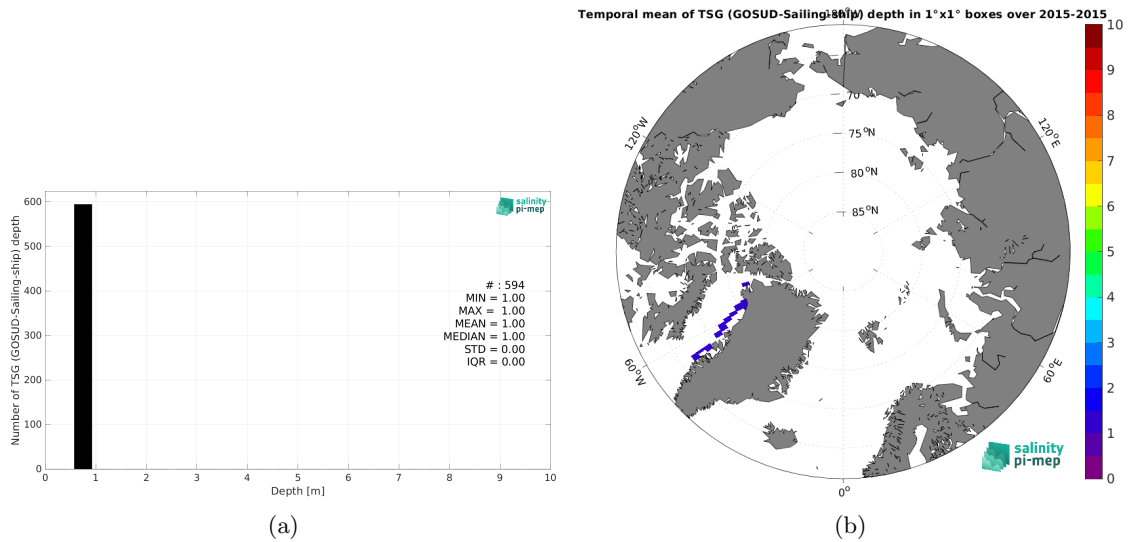 Temporal mean of TSG (GOSUD-Sailing-ship) depth in 1°x1° boxes over 2015-2015
Number of TSG (GOSUD-Sailing-ship) depth
600
500
400
300
200
100
0
salinity
pi-mep
# : 594
MIN = 1.00
MAX = 1.00
MEAN = 1.00
MEDIAN = 1.00
STD = 0.00
IQR = 0.00
0 1 2 3 4 5 6 7 8 9 10
Depth [m]
(a)
120°W
70
75°N
80°N
85°N
120°E
60°W
60°E
0°
salinity
pi-mep
10
9
8
7
6
5
4
3
2
1
0
(b)